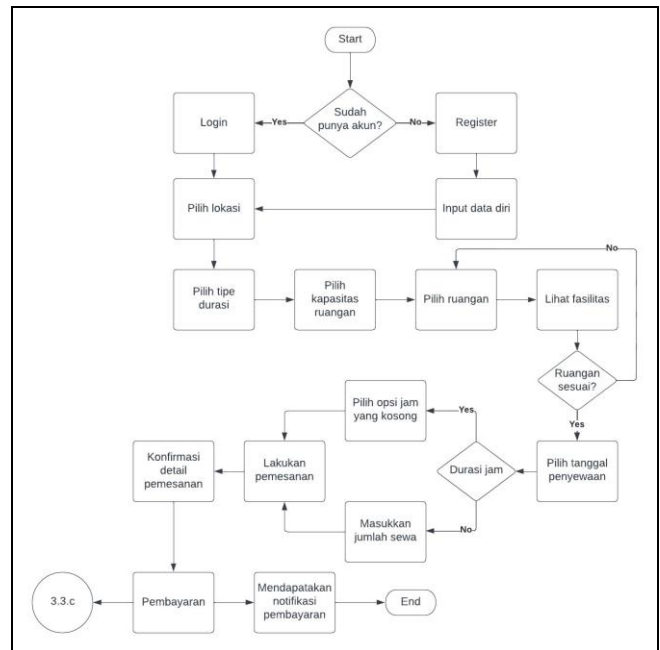 Start
Sudah
punya akun?
Yes
No
Login
Register
Pilih lokasi
Input data diri
No
Pilih tipe
durasi
Pilih
kapasitas
ruangan
Pilih ruangan
Lihat fasilitas
Ruangan
sesuai?
Yes
Pilih opsi jam
yang kosong
Yes
Konfirmasi
detail
pemesanan
Lakukan
pemesanan
Durasi jam
Pilih tanggal
penyewaan
Masukkan
jumlah sewa
No
3.3.c
Pembayaran
Mendapatakan
notifikasi
pembayaran
End